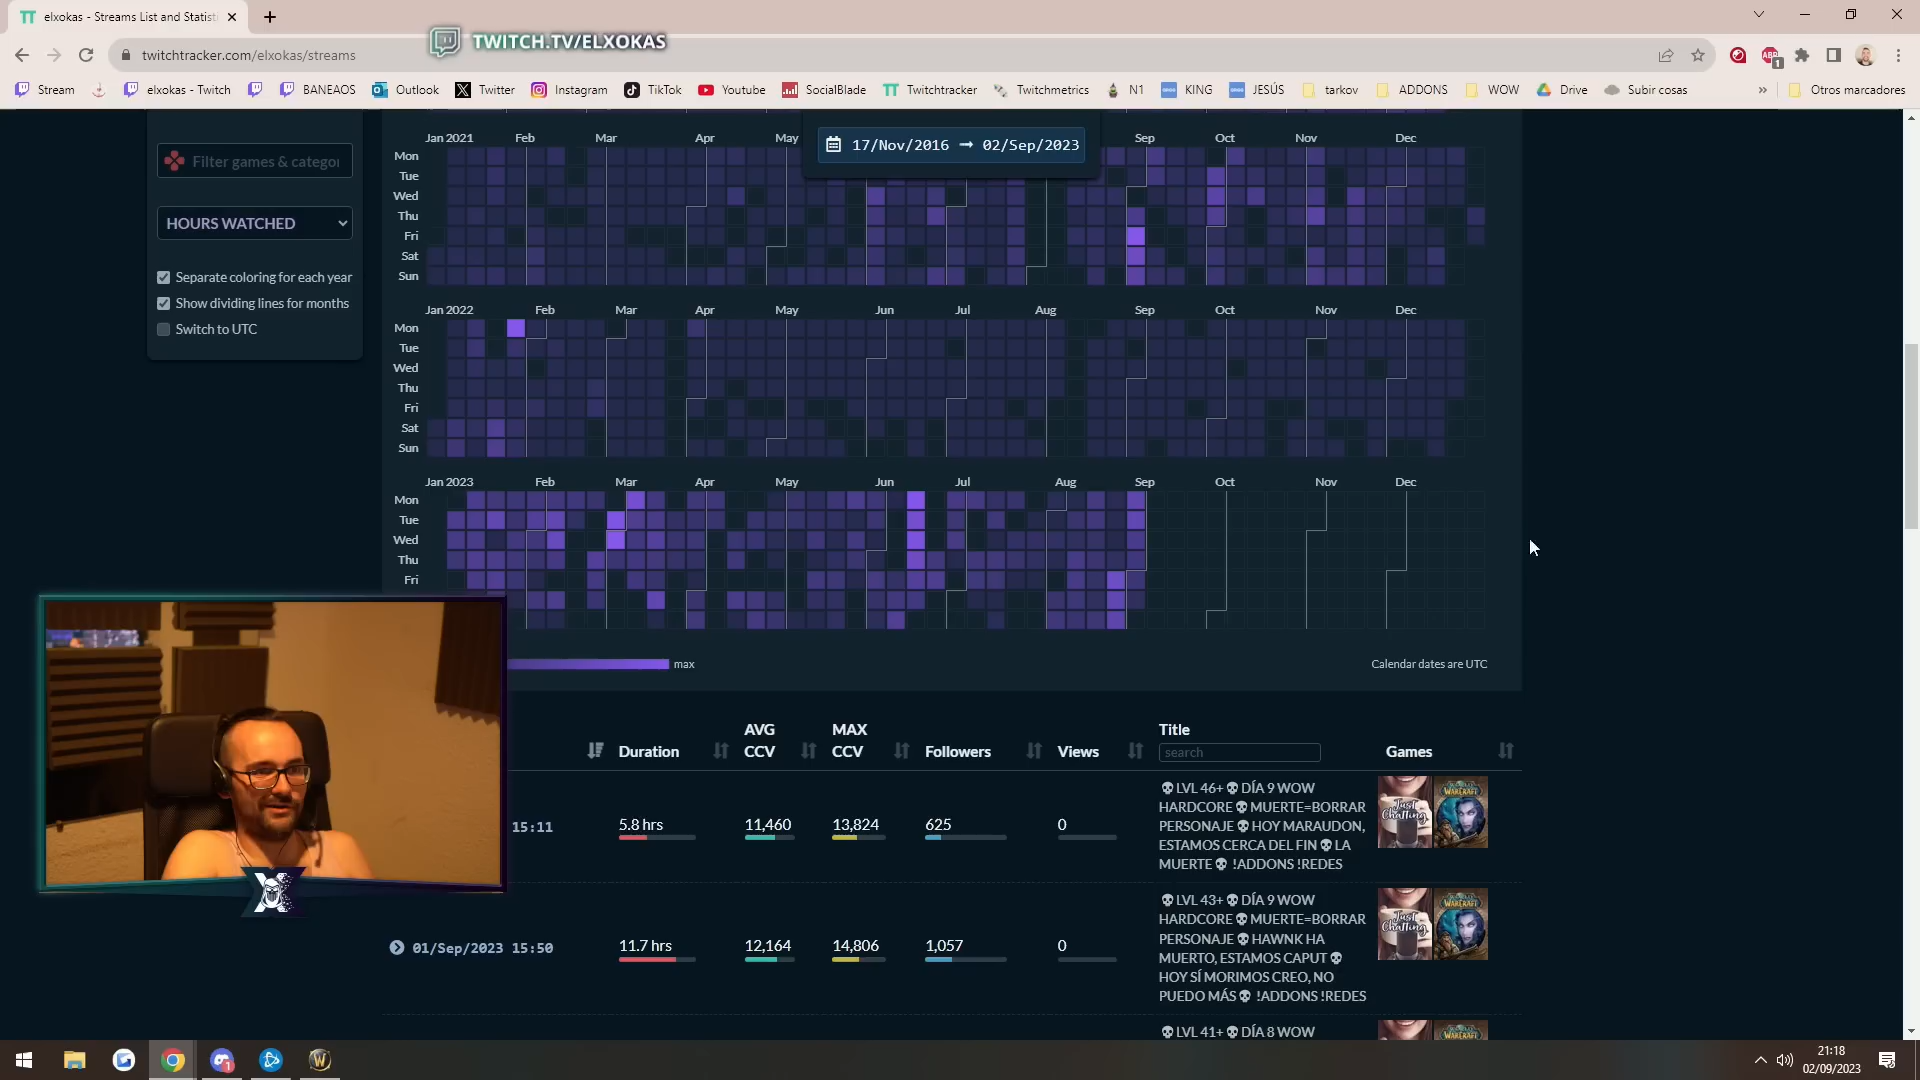 elxokas - Streams List and Statisti
TWITCH.TV/ELXOKAS
twitchtracker.com/elxokas/streams
ABP
1
Stream
elxokas - Twitch
BANEAOS
Outlook
Twitter
Instagram
TikTok
Youtube
SocialBlade
Twitchtracker
Twitchmetrics
N1
KING
JESÚS
tarkov
ADDONS
WOW
Drive
Subir cosas
»
Otros marcadores
Filter games & categor
HOURS WATCHED
Separate coloring for each year
Show dividing lines for months
Switch to UTC
17/Nov/2016 → 02/Sep/2023
Jan 2021 Feb Mar Apr May Sep Oct Nov Dec
Mon
Tue
Wed
Thu
Fri
Sat
Sun
Jan 2022 Feb Mar Apr May Jun Jul Aug Sep Oct Nov Dec
Mon
Tue
Wed
Thu
Fri
Sat
Sun
Jan 2023 Feb Mar Apr May Jun Jul Aug Sep Oct Nov Dec
Mon
Tue
Wed
Thu
Fri
max
Calendar dates are UTC
Duration AVG CCV MAX CCV Followers Views Title Games
search
15:11 5.8 hrs 11,460 13,824 625 0
💀LVL 46+💀DÍA 9 WOW
HARDCORE💀MUERTE=BORRAR
PERSONAJE💀HOY MARAUDON,
ESTAMOS CERCA DEL FIN💀LA
MUERTE💀 !ADDONS !REDES
Just Chatting
WARCRAFT
01/Sep/2023 15:50 11.7 hrs 12,164 14,806 1,057 0
💀LVL 43+💀DÍA 9 WOW
HARDCORE💀MUERTE=BORRAR
PERSONAJE💀HAWNK HA
MUERTO, ESTAMOS CAPUT💀
HOY SÍ MORIMOS CREO, NO
PUEDO MÁS💀 !ADDONS !REDES
Just Chatting
WARCRAFT
💀LVL 41+💀DÍA 8 WOW
1
21:18
02/09/2023